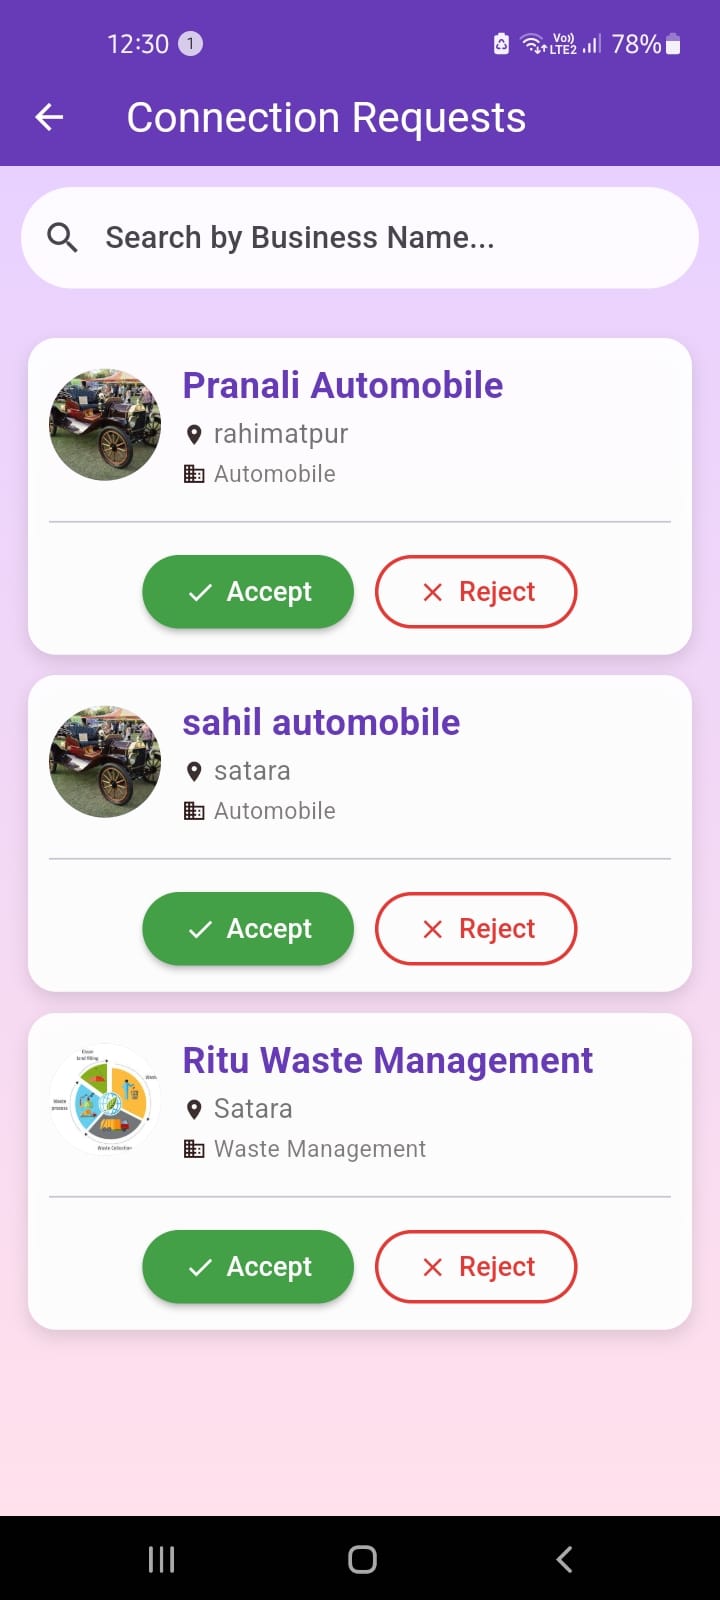 12:30 1 Vo)) LTE2 78%
Connection Requests
Search by Business Name...
Pranali Automobile
rahimatpur
Automobile
Accept Reject
sahil automobile
satara
Automobile
Accept Reject
Ritu Waste Management
Satara
Waste Management
Accept Reject